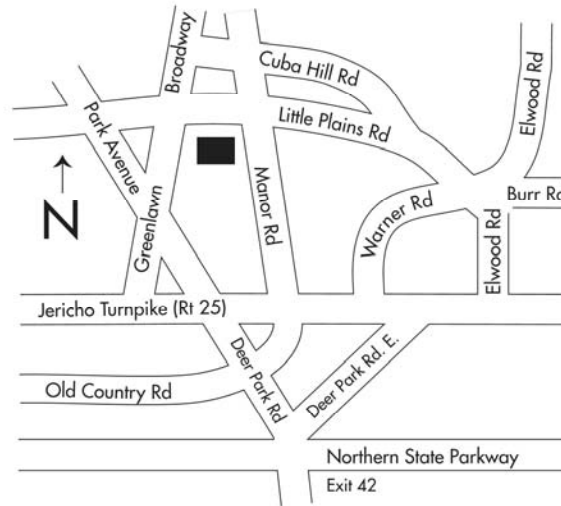 Broadway
Cuba Hill Rd
Elwood Rd
Park Avenue
Little Plains Rd
N
Greenlawn
Manor Rd
Warner Rd
Burr Rd
Elwood Rd
Jericho Turnpike (Rt 25)
Deer Park Rd
Deer Park Rd. E.
Old Country Rd
Northern State Parkway
Exit 42